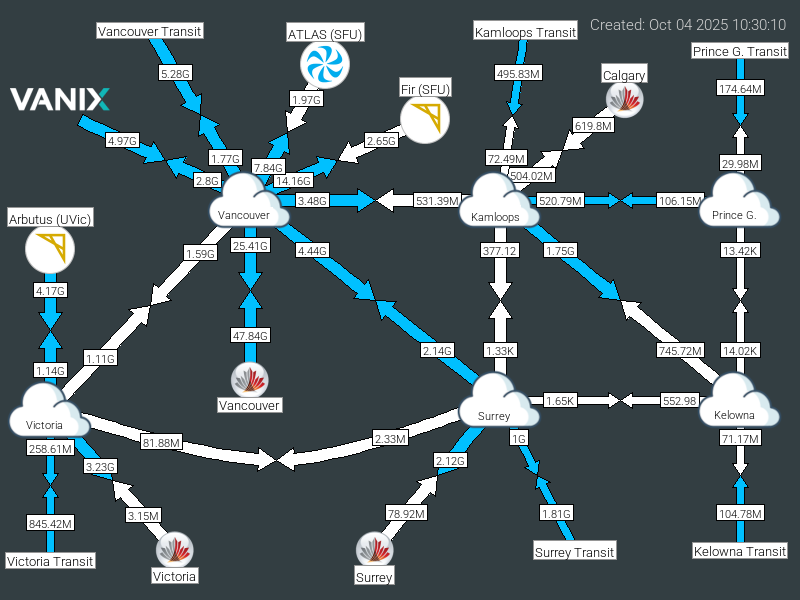 Created: Oct 04 2025 10:30:10
Vancouver Transit
ATLAS (SFU)
Kamloops Transit
Prince G. Transit
5.28G
495.83M
Calgary
174.64M
Fir (SFU)
VANIX
1.97G
619.8M
4.97G
2.65G
1.77G
7.84G
72.49M
29.98M
2.8G
14.16G
504.02M
3.48G
531.39M
520.79M
106.15M
Vancouver
Kamloops
Prince G.
Arbutus (UVic)
1.59G
25.41G
4.44G
377.12
1.75G
13.42K
4.17G
47.84G
1.11G
1.14G
2.14G
1.33K
745.72M
14.02K
Vancouver
1.65K
552.98
Victoria
Surrey
Kelowna
258.61M
81.88M
2.33M
1G
71.17M
3.23G
2.12G
845.42M
3.15M
78.92M
1.81G
104.78M
Victoria Transit
Victoria
Surrey
Surrey Transit
Kelowna Transit